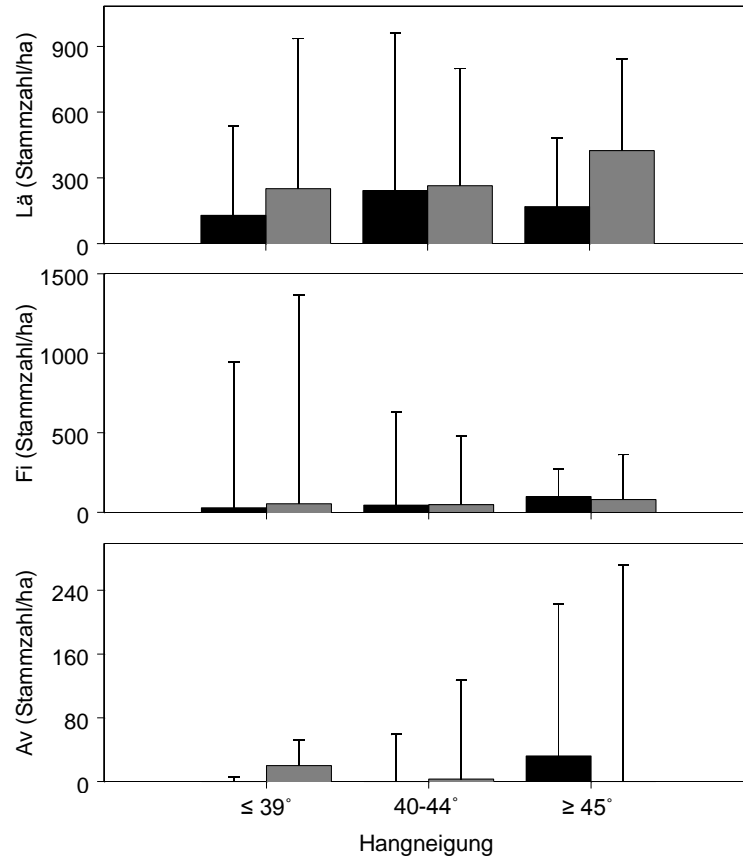 Lä (Stammzahl/ha)
900
600
300
0
Fi (Stammzahl/ha)
1500
1000
500
0
Av (Stammzahl/ha)
240
160
80
0
≤ 39° 40-44° ≥ 45°
Hangneigung